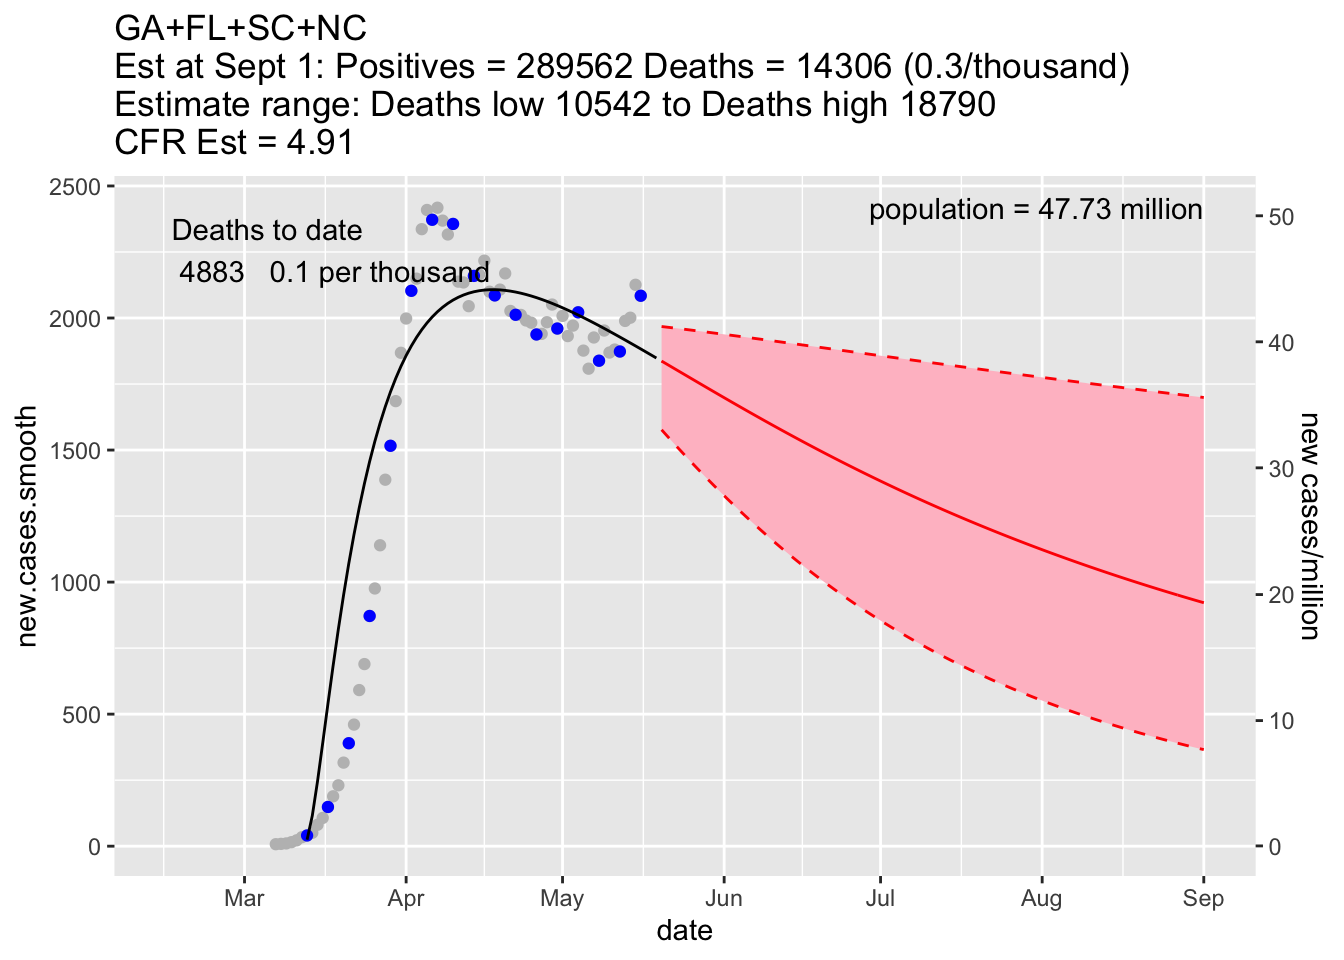 GA+FL+SC+NC
Est at Sept 1: Positives = 289562 Deaths = 14306 (0.3/thousand)
Estimate range: Deaths low 10542 to Deaths high 18790
CFR Est = 4.91
Deaths to date
4883 0.1 per thousand
population = 47.73 million
new.cases.smooth
2500
2000
1500
1000
500
0
50
40
30
20
10
0
new cases/million
Mar Apr May Jun Jul Aug Sep
date